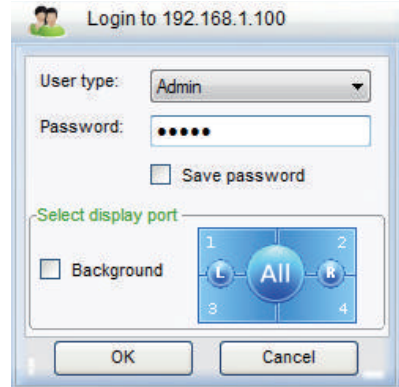 Login to 192.168.1.100
User type: Admin
Password: •••••
Save password
Select display port
1 2
Background L All R
3 4
OK Cancel